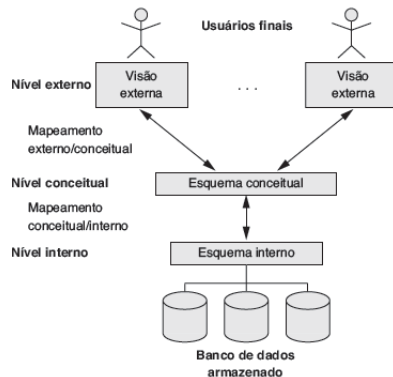 Usuários finais
Nível externo
Visão
externa
. . .
Visão
externa
Mapeamento
externo/conceitual
Nível conceitual
Esquema conceitual
Mapeamento
conceitual/interno
Nível interno
Esquema interno
Banco de dados
armazenado